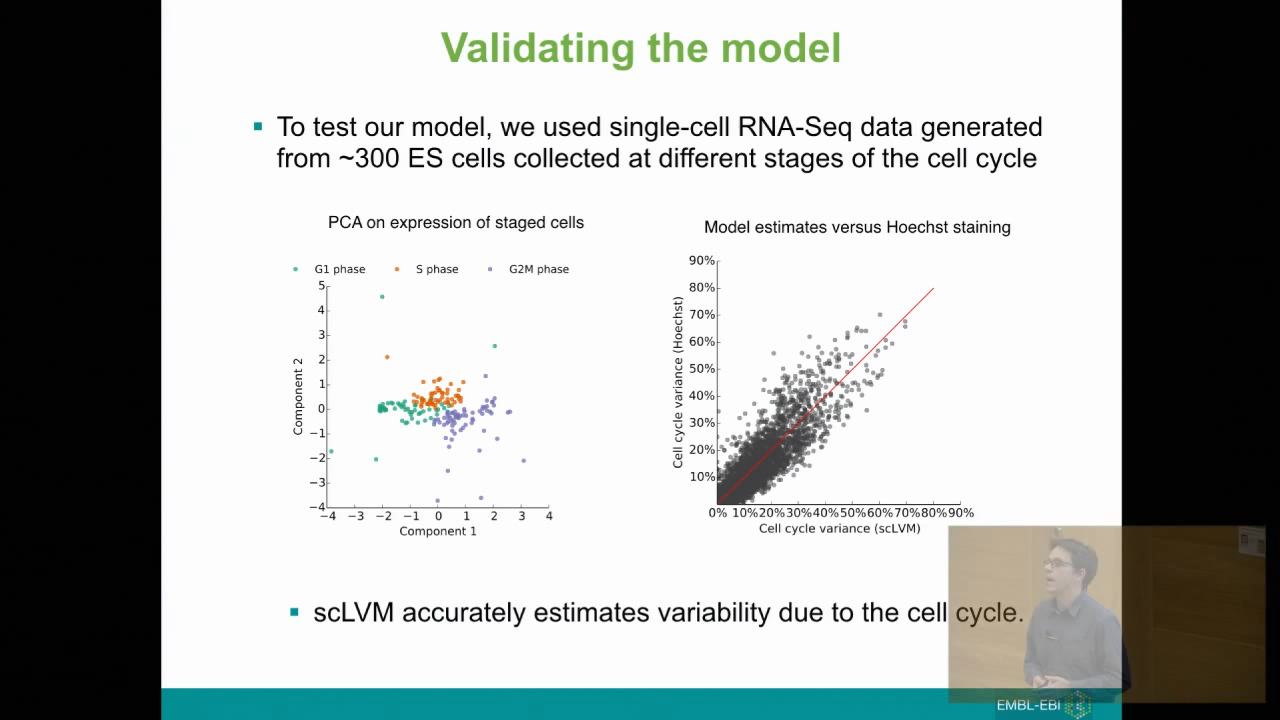 Validating the model
To test our model, we used single-cell RNA-Seq data generated
from ~300 ES cells collected at different stages of the cell cycle
PCA on expression of staged cells
G1 phase S phase G2M phase
5
4
3
2
1
0
−1
−2
−3
−4
Component 2
−4 −3 −2 −1 0 1 2 3 4
Component 1
Model estimates versus Hoechst staining
90%
80%
70%
60%
50%
40%
30%
20%
10%
Cell cycle variance (Hoechst)
0% 10% 20% 30% 40% 50% 60% 70% 80% 90%
Cell cycle variance (scLVM)
scLVM accurately estimates variability due to the cell cycle.
EMBL-EBI